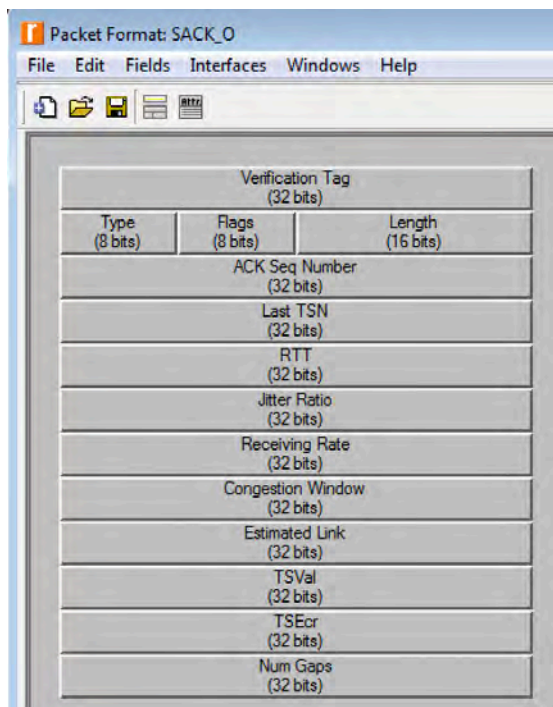 Packet Format: SACK_O
File Edit Fields Interfaces Windows Help
Attr.
Verification Tag
(32 bits)
Type Flags Length
(8 bits) (8 bits) (16 bits)
ACK Seq Number
(32 bits)
Last TSN
(32 bits)
RTT
(32 bits)
Jitter Ratio
(32 bits)
Receiving Rate
(32 bits)
Congestion Window
(32 bits)
Estimated Link
(32 bits)
TSVal
(32 bits)
TSEcr
(32 bits)
Num Gaps
(32 bits)